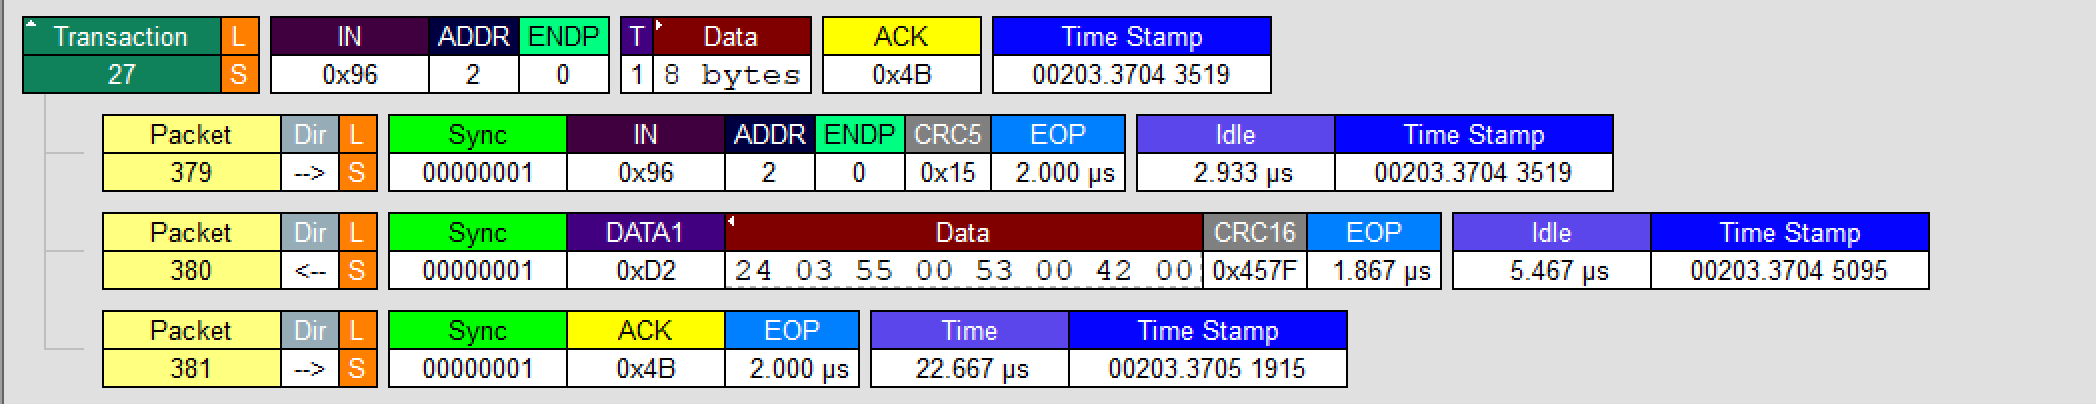 Transaction L IN ADDR ENDP T Data ACK Time Stamp
27 S 0x96 2 0 1 8 bytes 0x4B 00203.3704 3519
Packet Dir L Sync IN ADDR ENDP CRC5 EOP Idle Time Stamp
379 --> S 00000001 0x96 2 0 0x15 2.000 µs 2.933 µs 00203.3704 3519
Packet Dir L Sync DATA1 Data CRC16 EOP Idle Time Stamp
380 <-- S 00000001 0xD2 24 03 55 00 53 00 42 00 0x457F 1.867 µs 5.467 µs 00203.3704 5095
Packet Dir L Sync ACK EOP Time Time Stamp
381 --> S 00000001 0x4B 2.000 µs 22.667 µs 00203.3705 1915